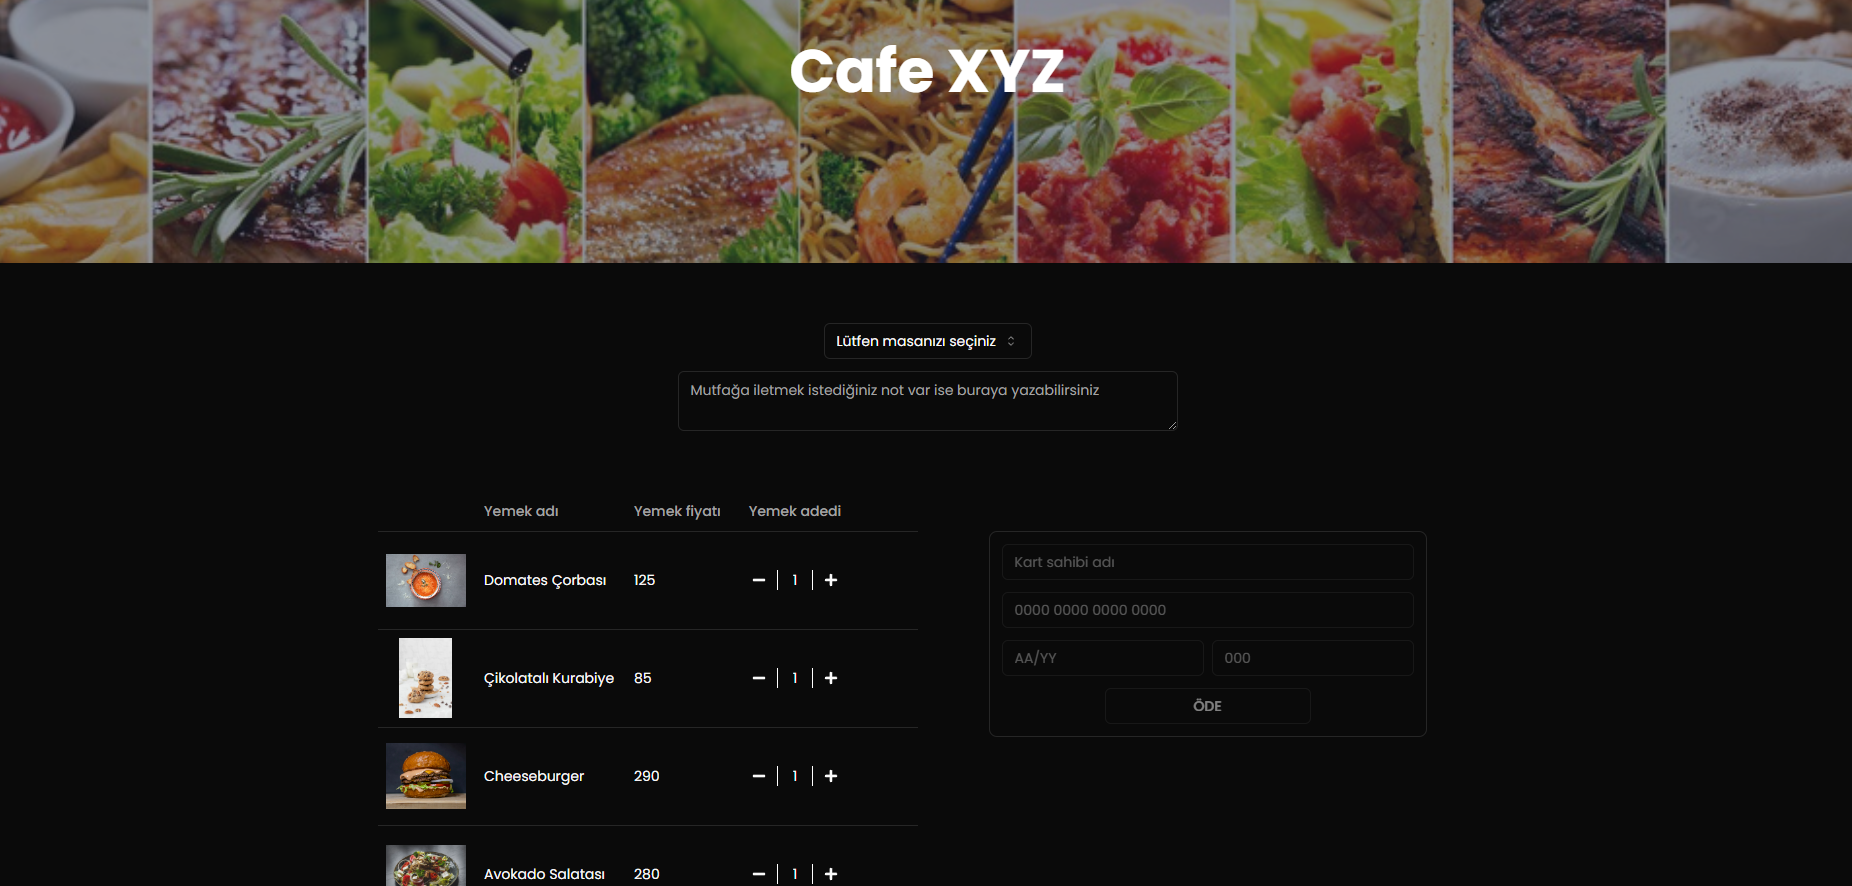 Cafe XYZ
Lütfen masanızı seçiniz
Mutfağa iletmek istediğiniz not var ise buraya yazabilirsiniz
Yemek adı Yemek fiyatı Yemek adedi
Domates Çorbası 125 1
Çikolatalı Kurabiye 85 1
Cheeseburger 290 1
Avokado Salatası 280 1
Kart sahibi adı
0000 0000 0000 0000
AA/YY 000
ÖDE